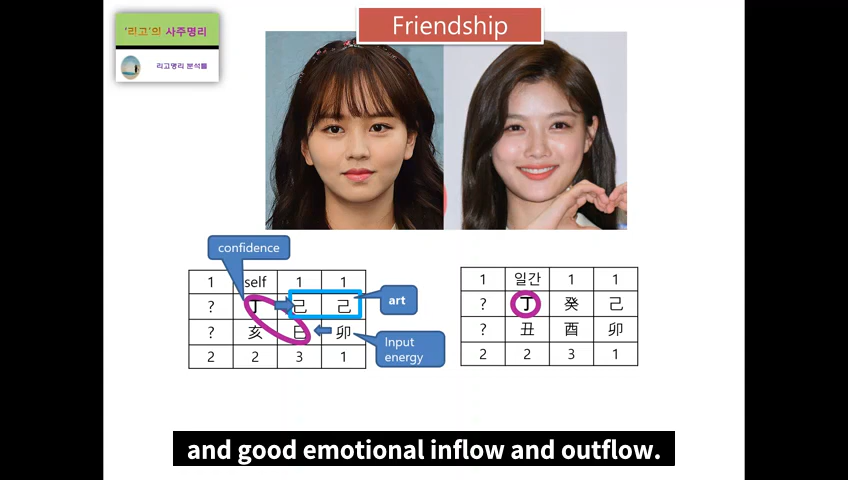 Friendship
'리고'의 사주명리
리고명리 분석틀
confidence
1 self 1 1
? 丁 己 己
? 亥 巳 卯
2 2 3 1
art
Input
energy
1 일간 1 1
? 丁 癸 己
? 丑 酉 卯
2 2 3 1
and good emotional inflow and outflow.